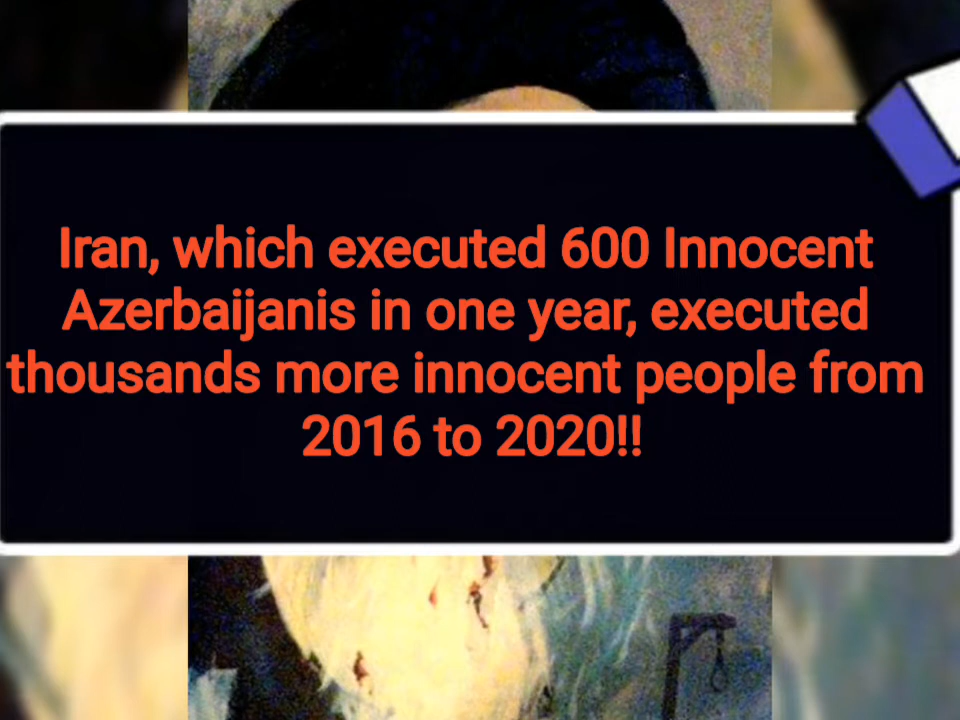 Iran, which executed 600 Innocent
Azerbaijanis in one year, executed
thousands more innocent people from
2016 to 2020!!